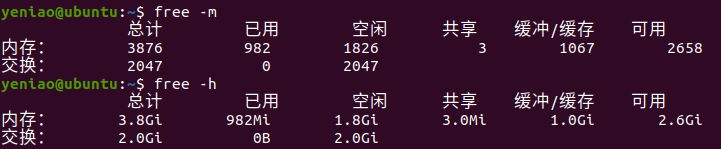 yeniao@ubuntu:~$ free -m
总计 已用 空闲 共享 缓冲/缓存 可用
内存: 3876 982 1826 3 1067 2658
交换: 2047 0 2047
yeniao@ubuntu:~$ free -h
总计 已用 空闲 共享 缓冲/缓存 可用
内存: 3.8Gi 982Mi 1.8Gi 3.0Mi 1.0Gi 2.6Gi
交换: 2.0Gi 0B 2.0Gi